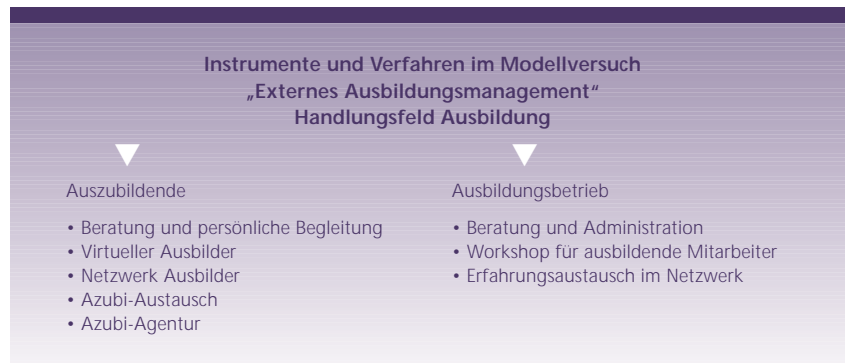 Instrumente und Verfahren im Modellversuch
„Externes Ausbildungsmanagement“
Handlungsfeld Ausbildung
Auszubildende
• Beratung und persönliche Begleitung
• Virtueller Ausbilder
• Netzwerk Ausbilder
• Azubi-Austausch
• Azubi-Agentur
Ausbildungsbetrieb
• Beratung und Administration
• Workshop für ausbildende Mitarbeiter
• Erfahrungsaustausch im Netzwerk